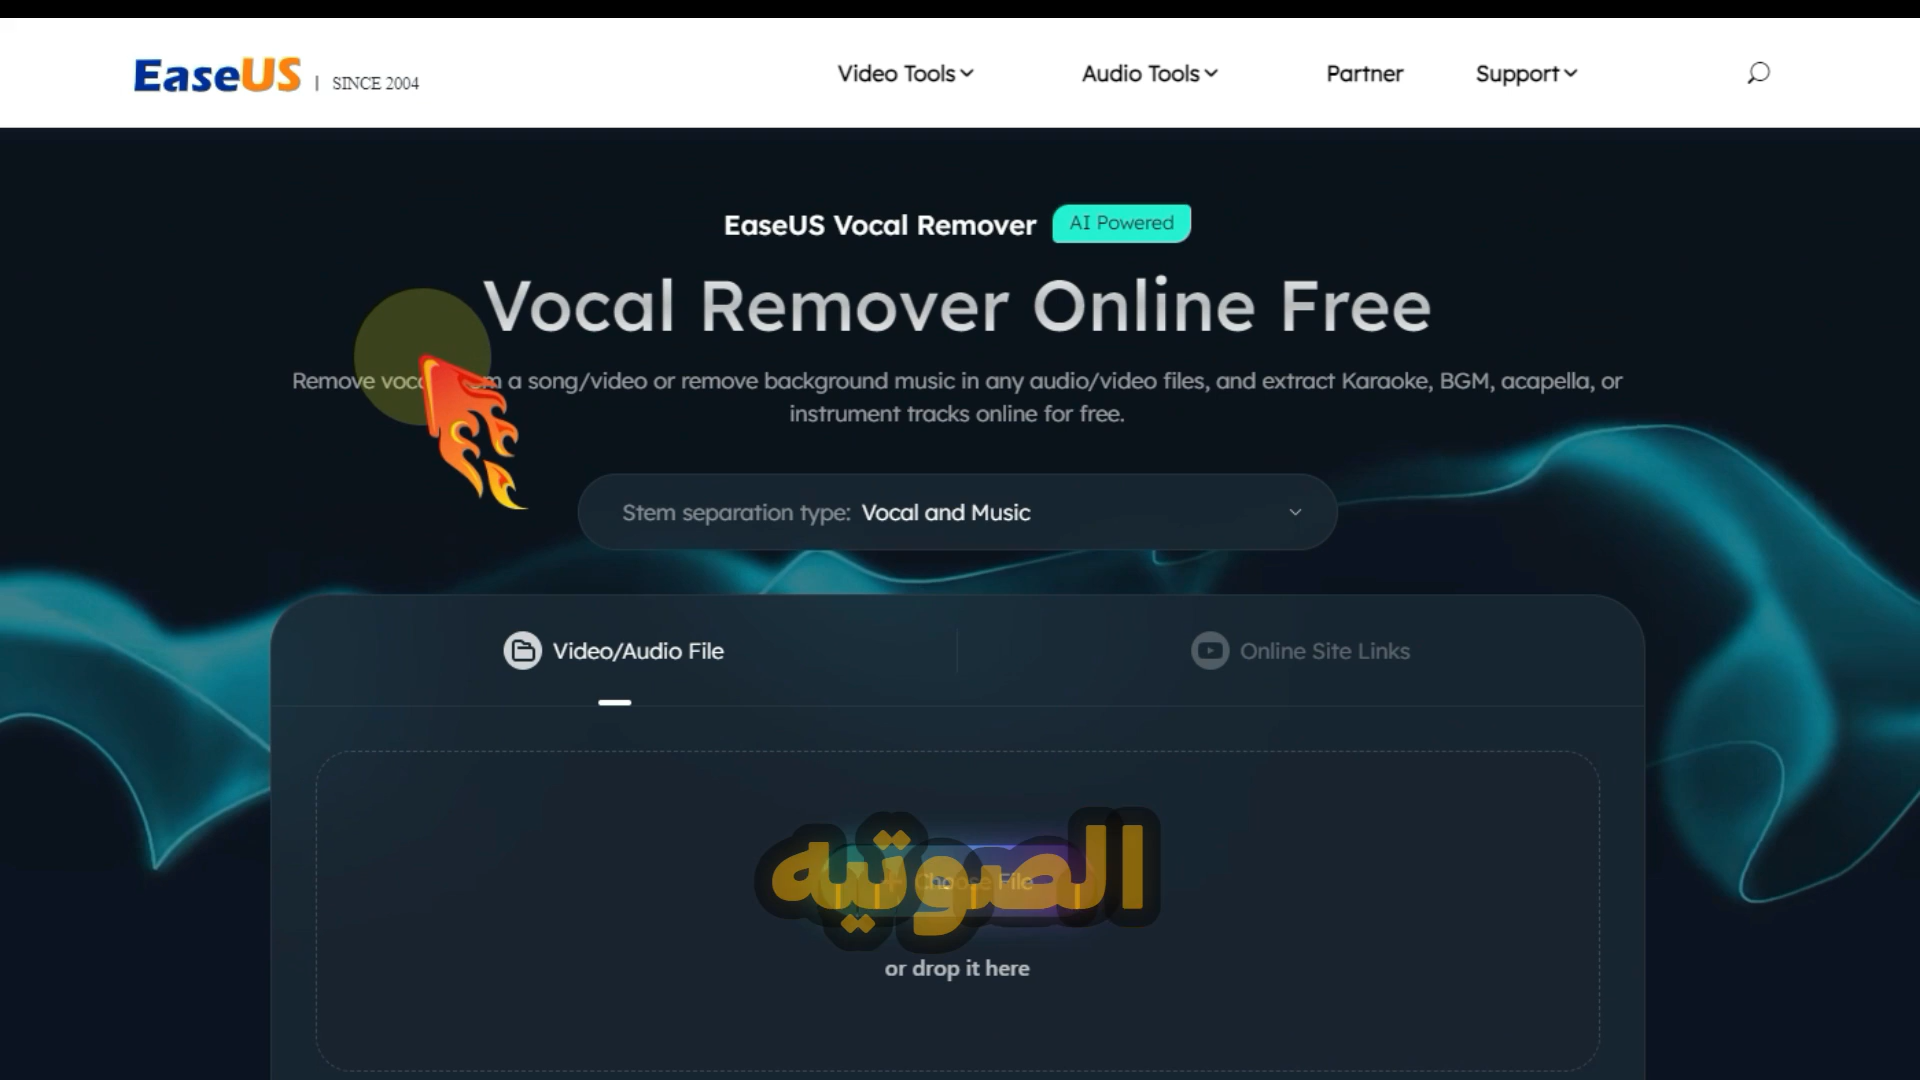 EaseUS | SINCE 2004
Video Tools
Audio Tools
Partner
Support
EaseUS Vocal Remover
AI Powered
Vocal Remover Online Free
Remove a song/video or remove background music in any audio/video files, and extract Karaoke, BGM, acapella, or
instrument tracks online for free.
Stem separation type: Vocal and Music
Video/Audio File
Online Site Links
Choose File
الصوتيه
or drop it here